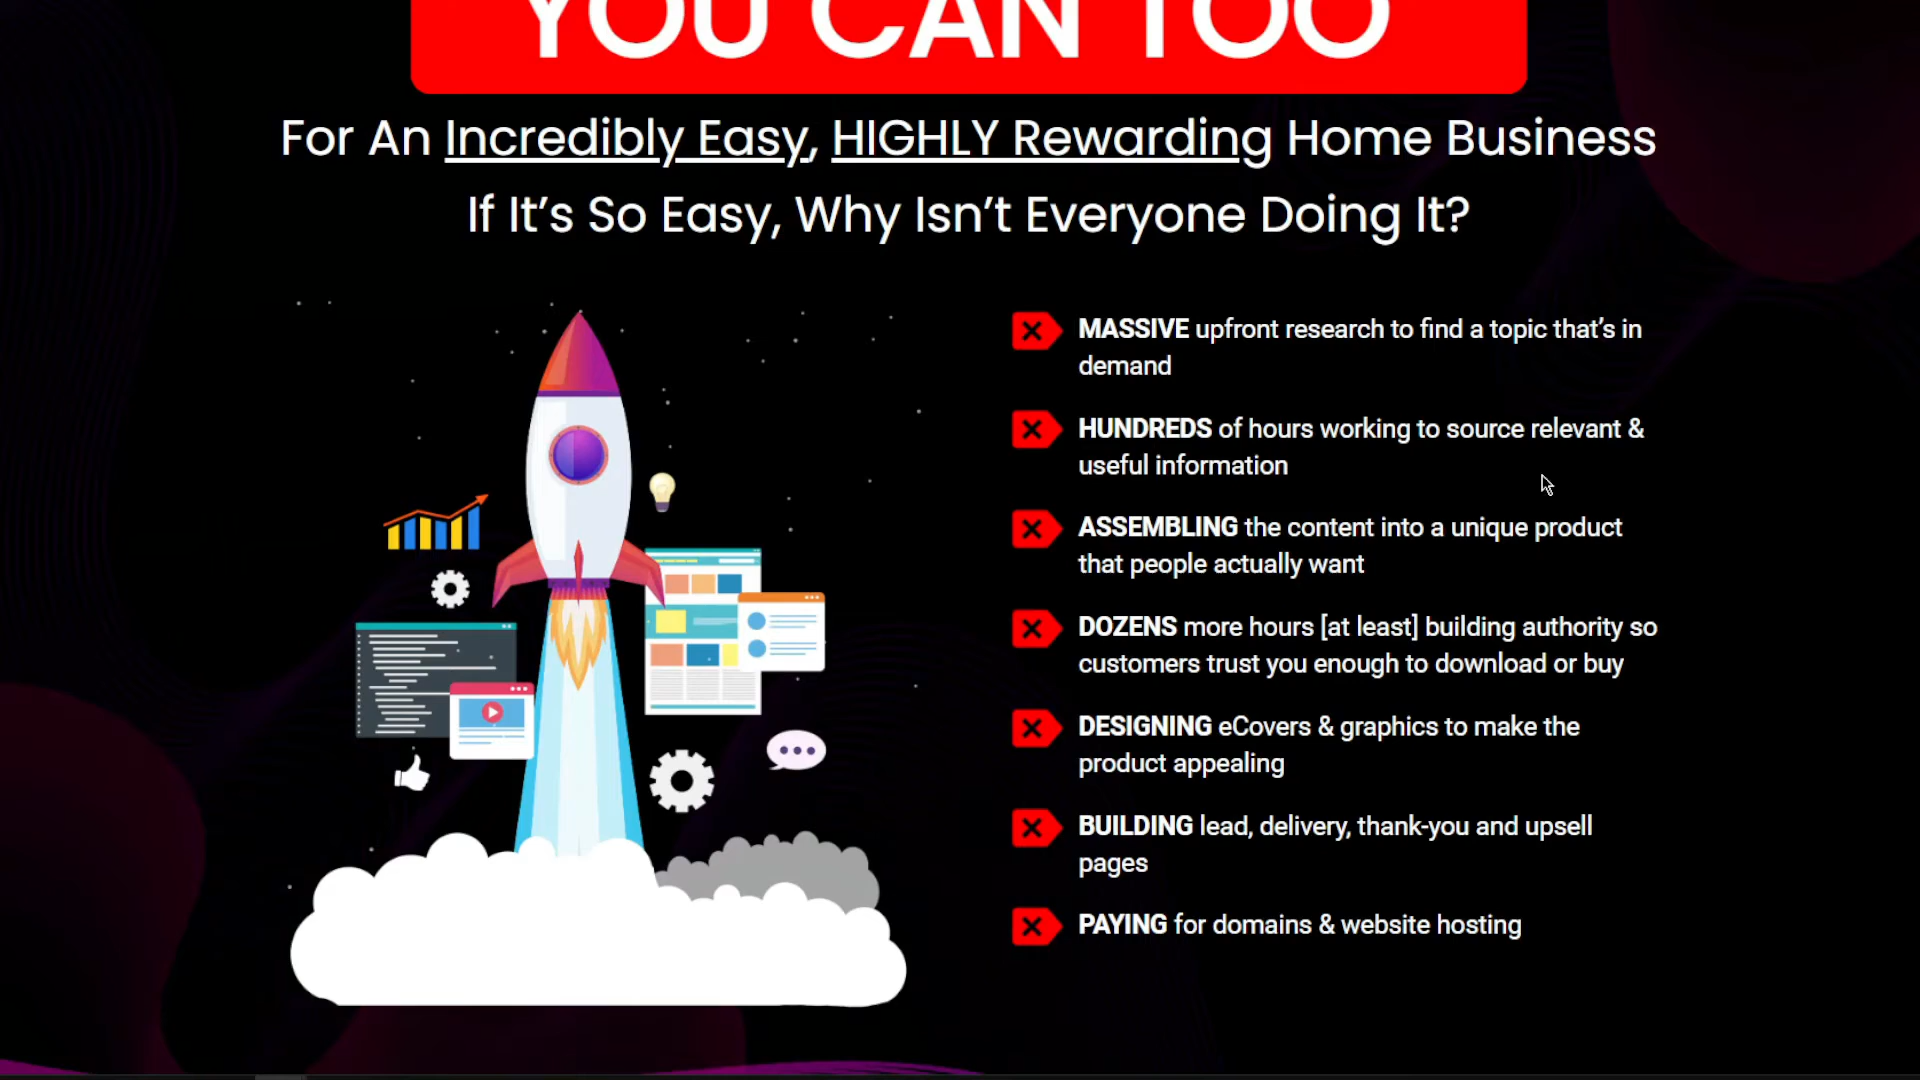 YOU CAN TOO
For An Incredibly Easy, HIGHLY Rewarding Home Business
If It’s So Easy, Why Isn’t Everyone Doing It?
MASSIVE upfront research to find a topic that’s in
demand
HUNDREDS of hours working to source relevant &
useful information
ASSEMBLING the content into a unique product
that people actually want
DOZENS more hours [at least] building authority so
customers trust you enough to download or buy
DESIGNING eCovers & graphics to make the
product appealing
BUILDING lead, delivery, thank-you and upsell
pages
PAYING for domains & website hosting